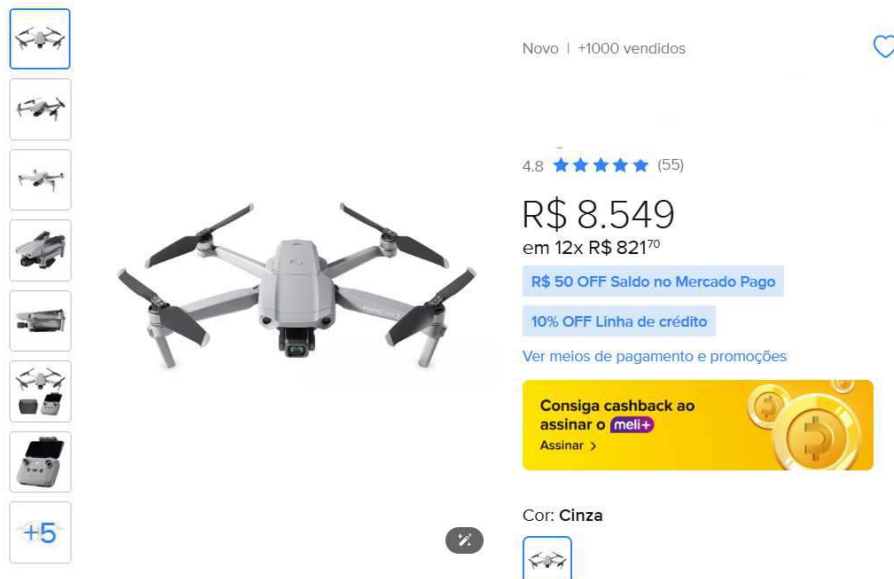 Novo | +1000 vendidos
4.8 (55)
R$ 8.549
em 12x R$ 821⁷⁰
R$ 50 OFF Saldo no Mercado Pago
10% OFF Linha de crédito
Ver meios de pagamento e promoções
Consiga cashback ao
assinar o meli+
Assinar >
Cor: Cinza
+5